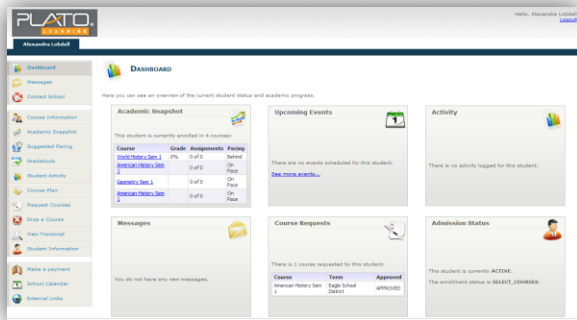 PLATO.
LEARNING
Hello, Alexandra Lobdell
Logout
Alexandra Lobdell
Dashboard
Messages
Contact School
Course Information
Academic Snapshot
Suggested Pacing
Gradebook
Student Activity
Course Plan
Request Courses
Drop a Course
View Transcript
Student Information
Make a payment
School Calendar
External Links
DASHBOARD
Here you can see an overview of the current student status and academic progress.
Academic Snapshot
This student is currently enrolled in 4 courses:
Course Grade Assignments Pacing
World History Sem 1 0% 0 of 0 Behind
American History Sem
1 0 of 0 On
Pace
Geometry Sem 1 0 of 0 On
Pace
American History Sem
1 0 of 0 On
Pace
Upcoming Events
There are no events scheduled for this student.
See more events...
Activity
There is no activity logged for this student.
Messages
You do not have any new messages.
Course Requests
There is 1 course requested by this student:
Course Term Approved
American History Sem
1 Eagle School
District APPROVED
Admission Status
This student is currently ACTIVE.
The enrollment status is SELECT_COURSES.